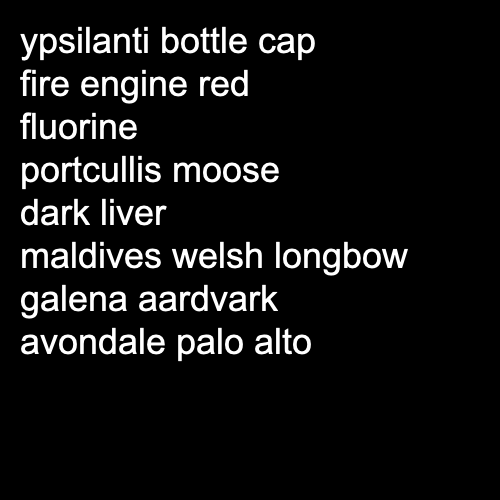 ypsilanti bottle cap
fire engine red
fluorine
portcullis moose
dark liver
maldives welsh longbow
galena aardvark
avondale palo alto